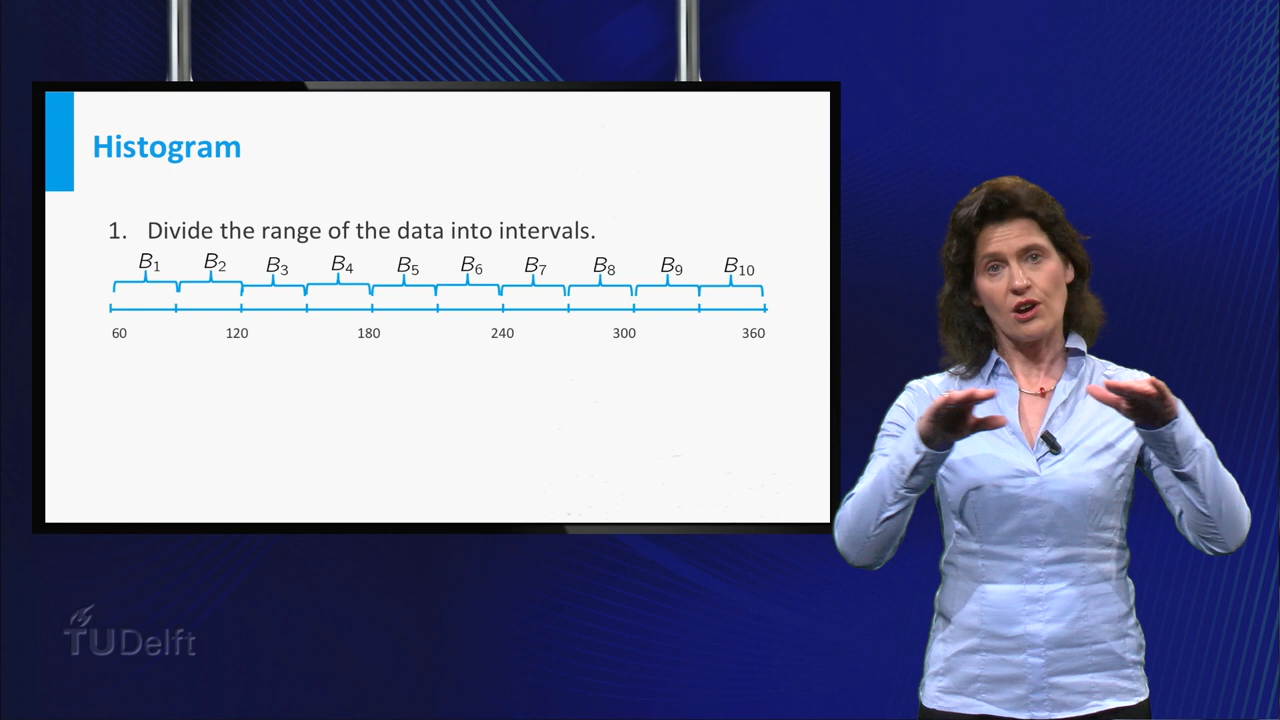 Histogram
1. Divide the range of the data into intervals.
B1 B2 B3 B4 B5 B6 B7 B8 B9 B10
60 120 180 240 300 360
TUDelft